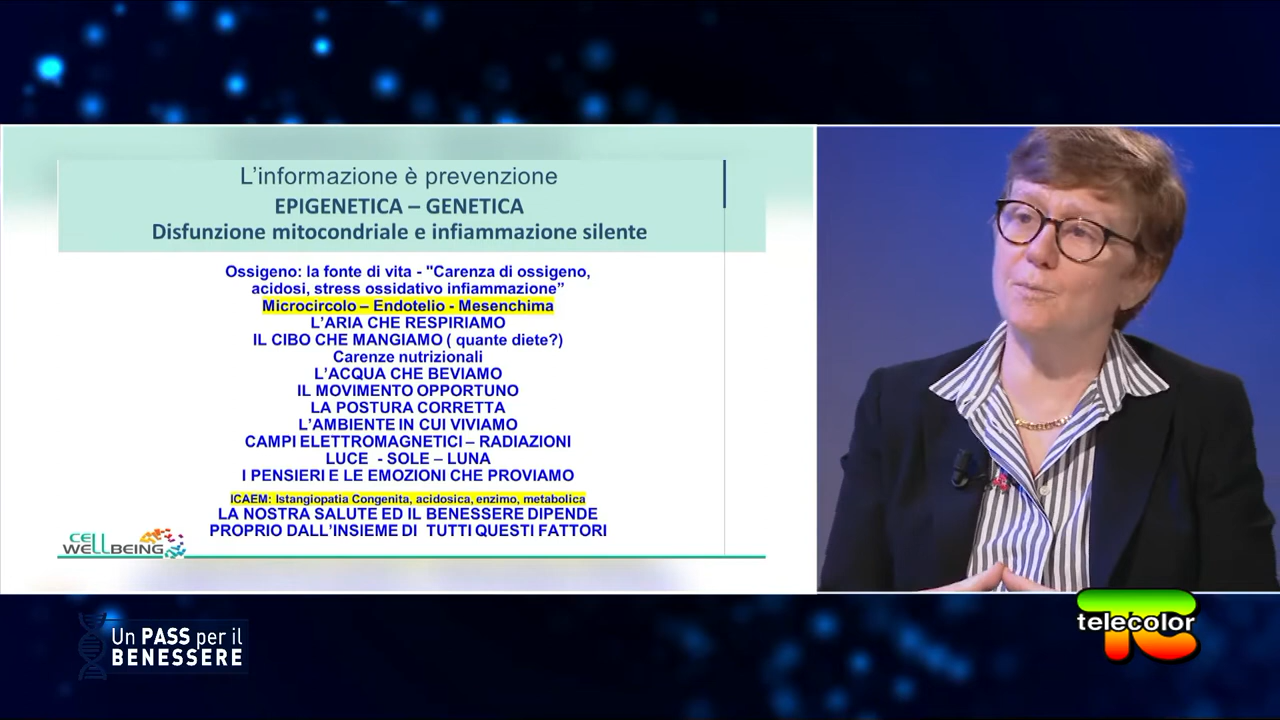 L'informazione è prevenzione
EPIGENETICA – GENETICA
Disfunzione mitocondriale e infiammazione silente
Ossigeno: la fonte di vita - "Carenza di ossigeno,
acidosi, stress ossidativo infiammazione”
Microcircolo – Endotelio - Mesenchima
L'ARIA CHE RESPIRIAMO
IL CIBO CHE MANGIAMO ( quante diete?)
Carenze nutrizionali
L'ACQUA CHE BEVIAMO
IL MOVIMENTO OPPORTUNO
LA POSTURA CORRETTA
L'AMBIENTE IN CUI VIVIAMO
CAMPI ELETTROMAGNETICI – RADIAZIONI
LUCE - SOLE – LUNA
I PENSIERI E LE EMOZIONI CHE PROVIAMO
ICAEM: Istangiopatia Congenita, acidosica, enzimo, metabolica
LA NOSTRA SALUTE ED IL BENESSERE DIPENDE
PROPRIO DALL'INSIEME DI TUTTI QUESTI FATTORI
CELL
WELLBEING
Un PASS per il
BENESSERE
TC
telecolor